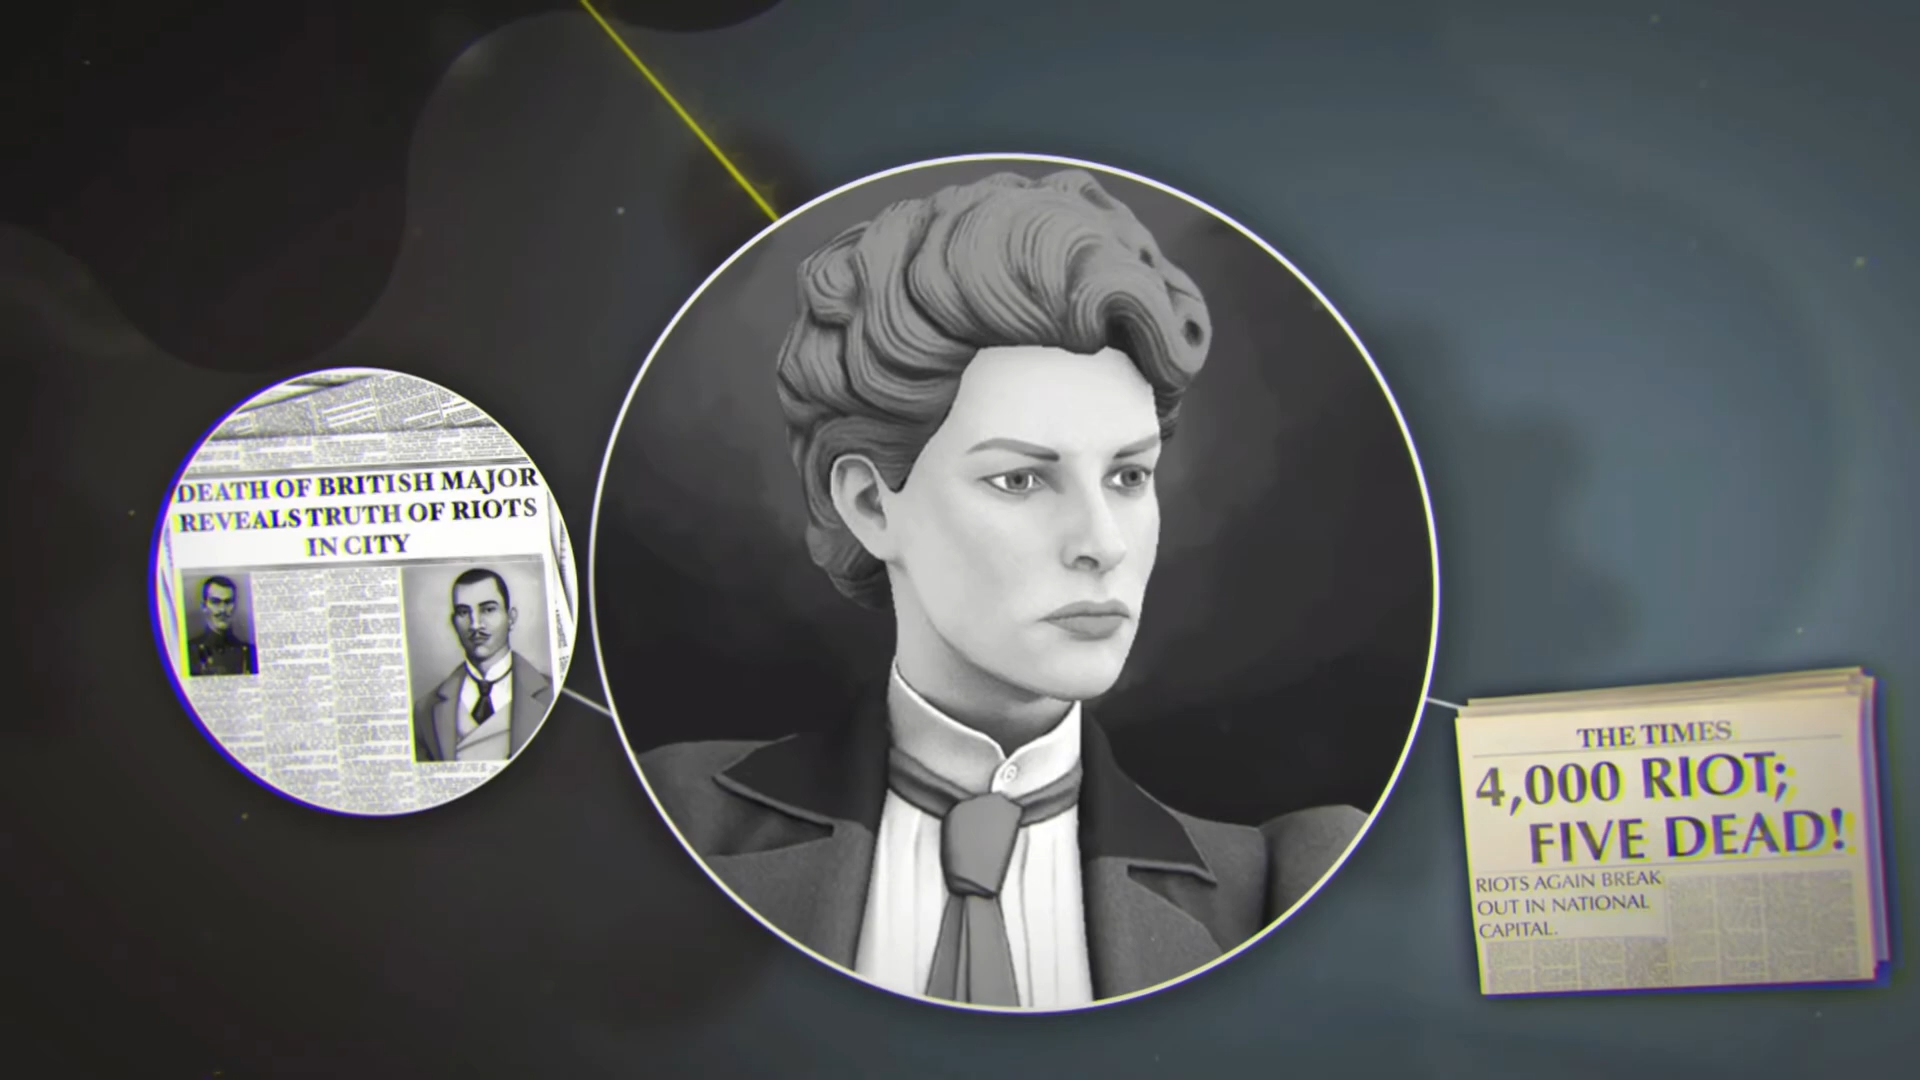 DEATH OF BRITISH MAJOR
REVEALS TRUTH OF RIOTS
IN CITY
THE TIMES
4,000 RIOT;
FIVE DEAD!
RIOTS AGAIN BREAK
OUT IN NATIONAL
CAPITAL.